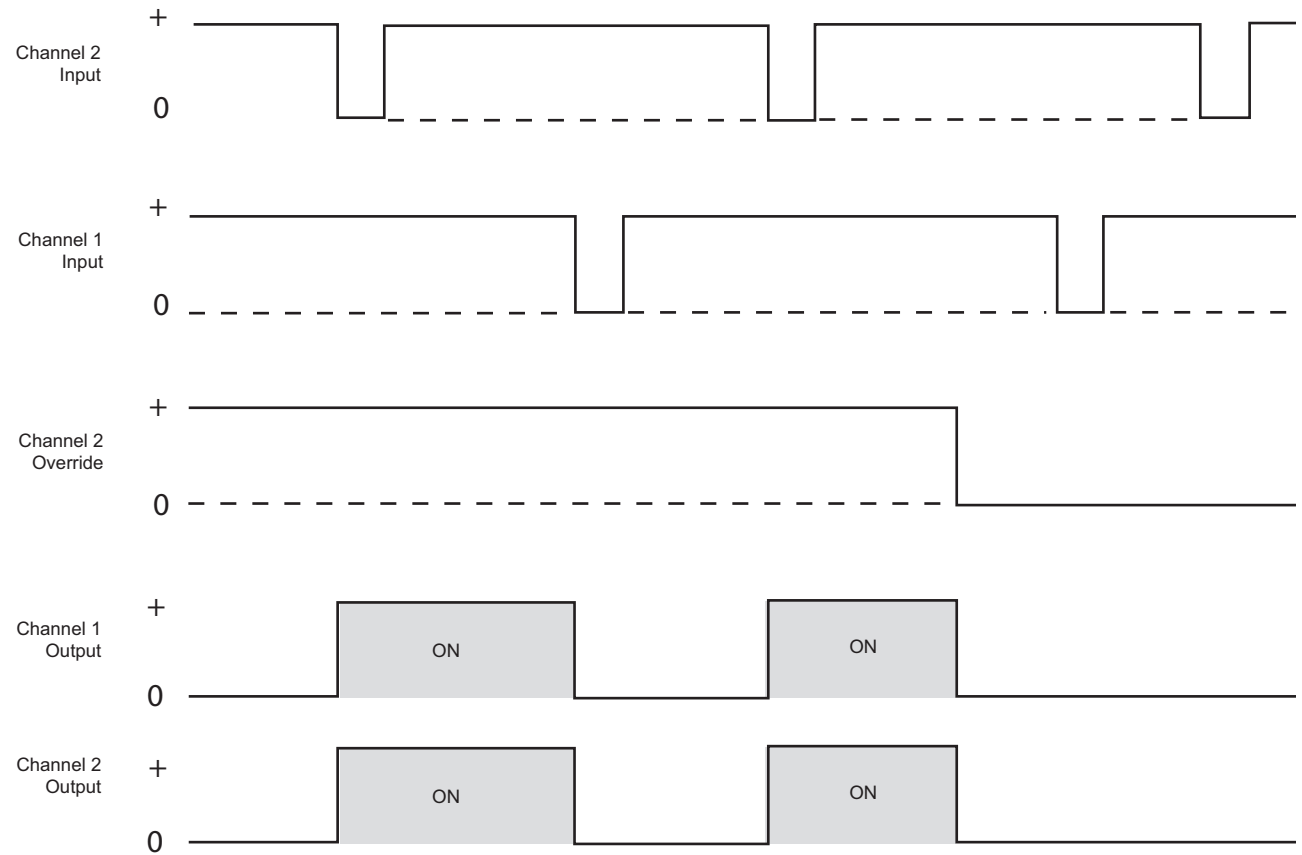 +
Channel 2
Input
0
+
Channel 1
Input
0
+
Channel 2
Override
0
+
Channel 1
Output
ON
ON
0
Channel 2
+
Output
ON
ON
0